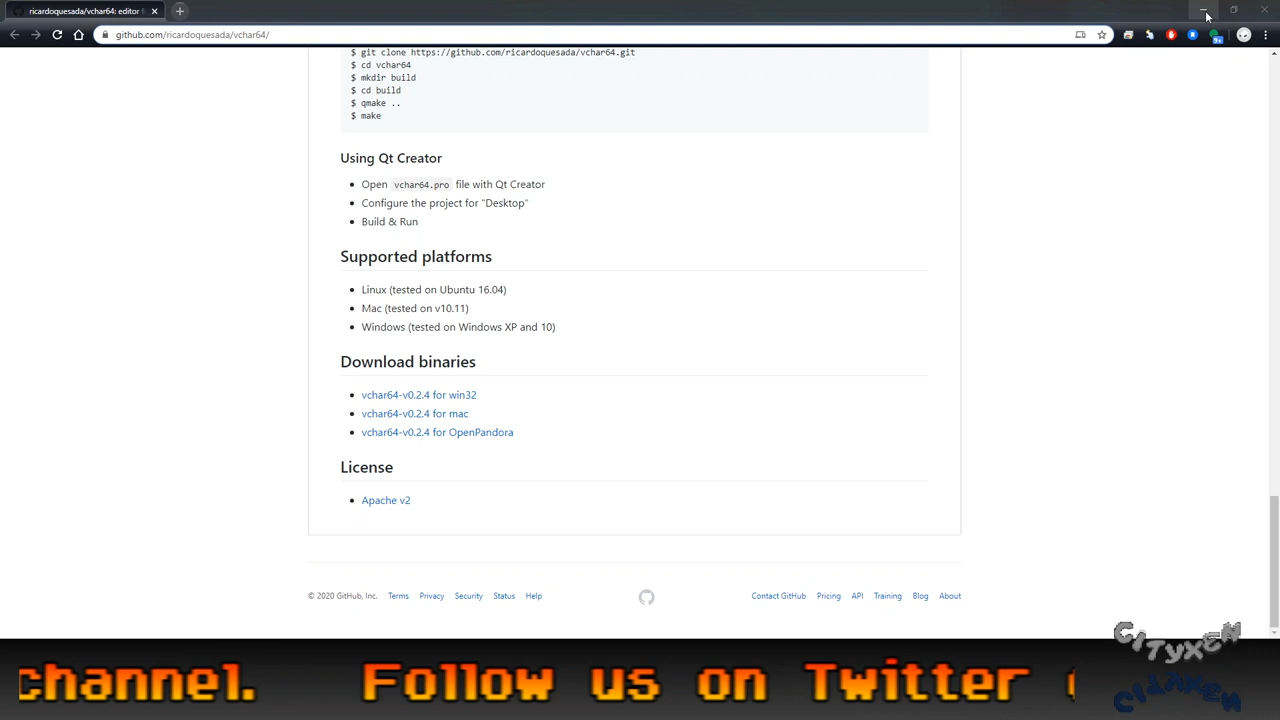 ricardoquesada/vchar64: editor f
github.com/ricardoquesada/vchar64/
$ git clone https://github.com/ricardoquesada/vchar64.git
$ cd vchar64
$ mkdir build
$ cd build
$ qmake ..
$ make
Using Qt Creator
Open vchar64.pro file with Qt Creator
Configure the project for "Desktop"
Build & Run
Supported platforms
Linux (tested on Ubuntu 16.04)
Mac (tested on v10.11)
Windows (tested on Windows XP and 10)
Download binaries
vchar64-v0.2.4 for win32
vchar64-v0.2.4 for mac
vchar64-v0.2.4 for OpenPandora
License
Apache v2
© 2020 GitHub, Inc. Terms Privacy Security Status Help Contact GitHub Pricing API Training Blog About
channel. Follow us on Twitter
CITYXEN